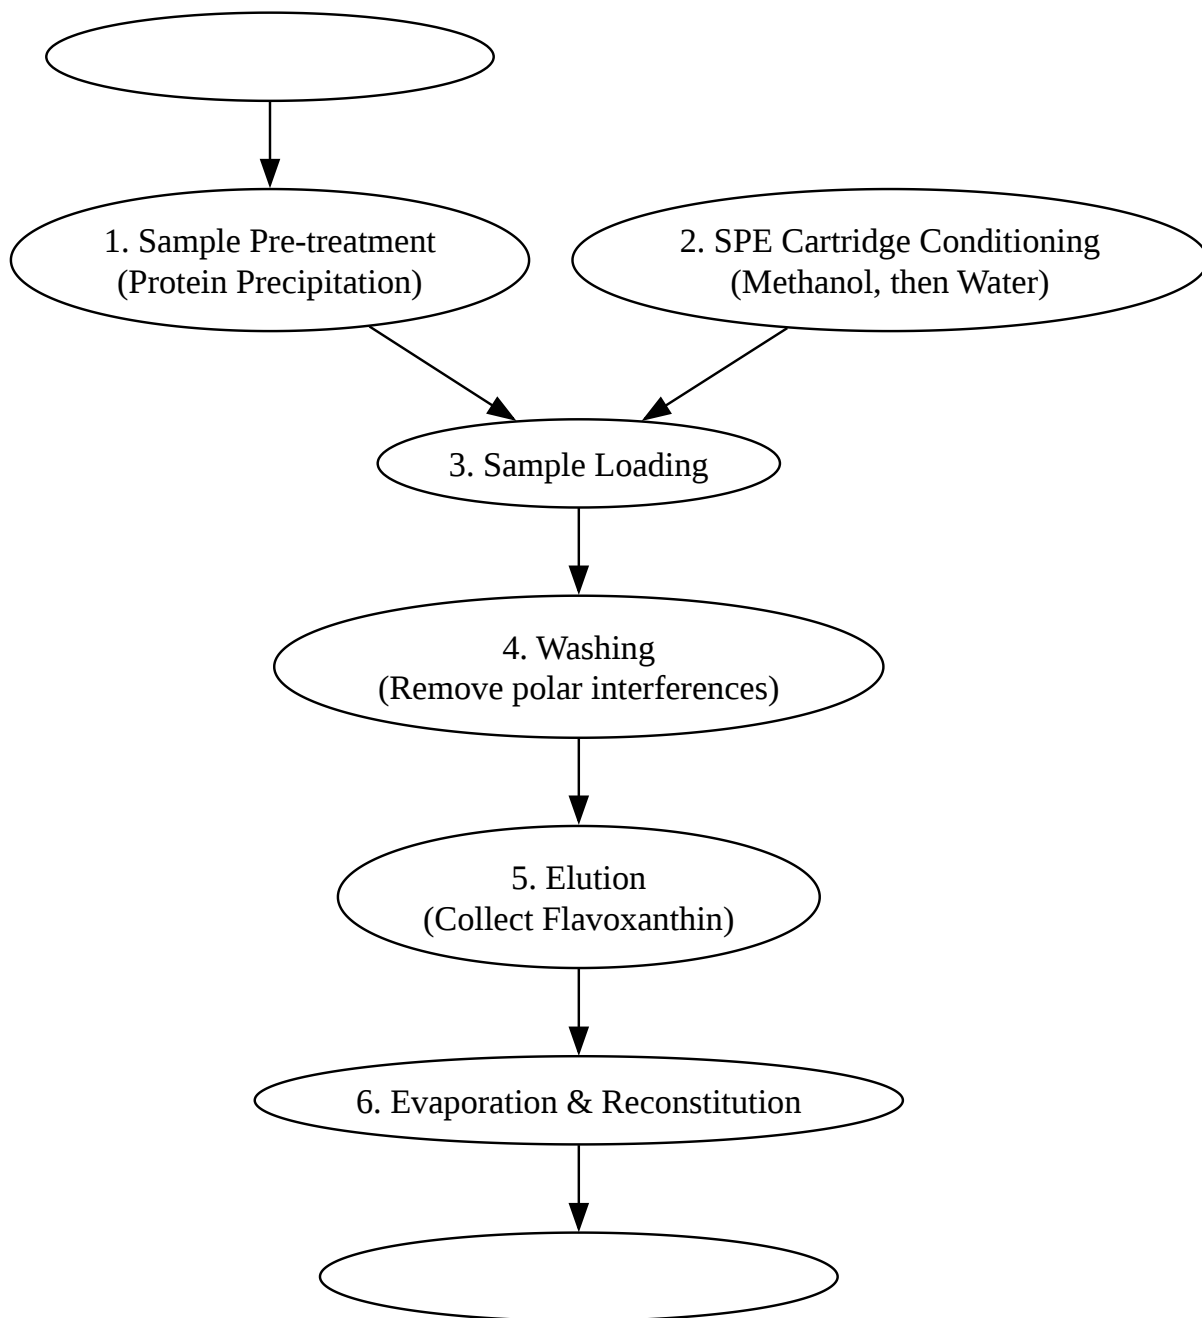 1. Sample Pre-treatment
(Protein Precipitation)
2. SPE Cartridge Conditioning
(Methanol, then Water)
3. Sample Loading
4. Washing
(Remove polar interferences)
5. Elution
(Collect Flavoxanthin)
6. Evaporation & Reconstitution